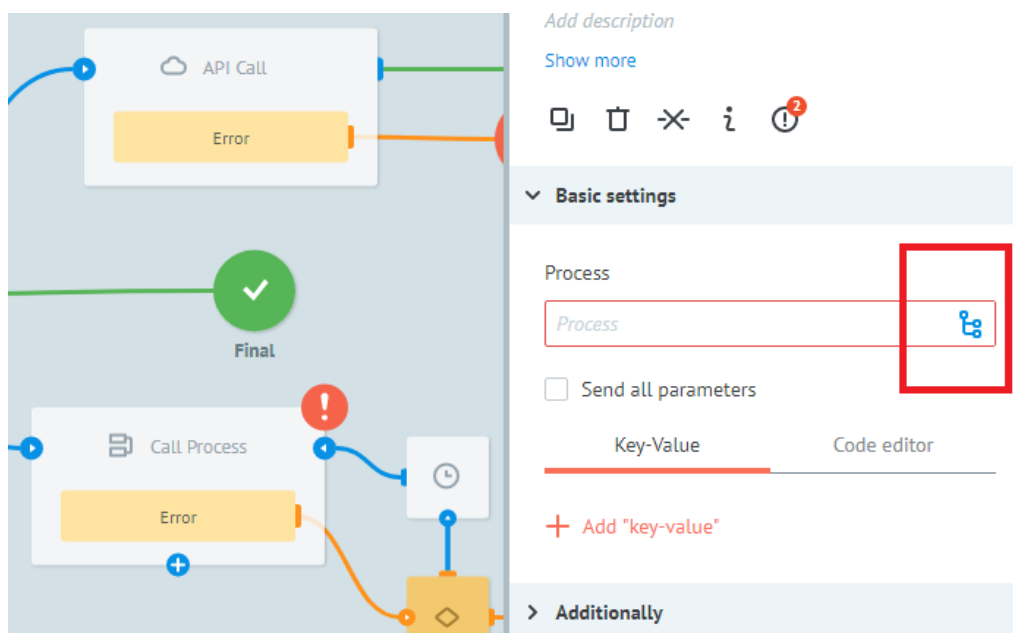 API Call
Error
Final
Call Process
Error
Add description
Show more
2
Basic settings
Process
Process
Send all parameters
Key-Value
Code editor
Add "key-value"
Additionally